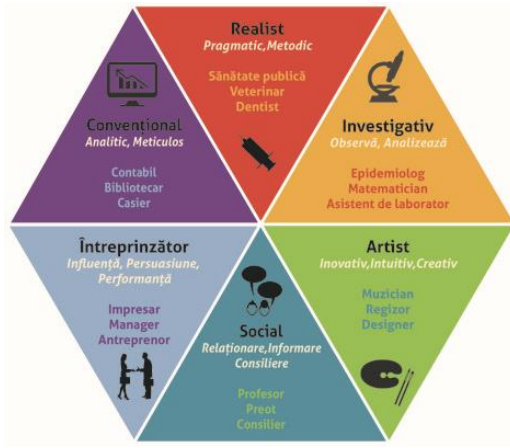 Realist
Pragmatic,Metodic
Sănătate publică
Veterinar
Dentist
Convențional
Analitic, Meticulos
Contabil
Bibliotecar
Casier
Investigativ
Observă, Analizează
Epidemiolog
Matematician
Asistent de laborator
Întreprinzător
Influență, Persuasiune,
Performanță
Impresar
Manager
Antreprenor
Social
Relaționare,Informare
Consiliere
Profesor
Preot
Consilier
Artist
Inovativ,Intuitiv,Creativ
Muzician
Regizor
Designer